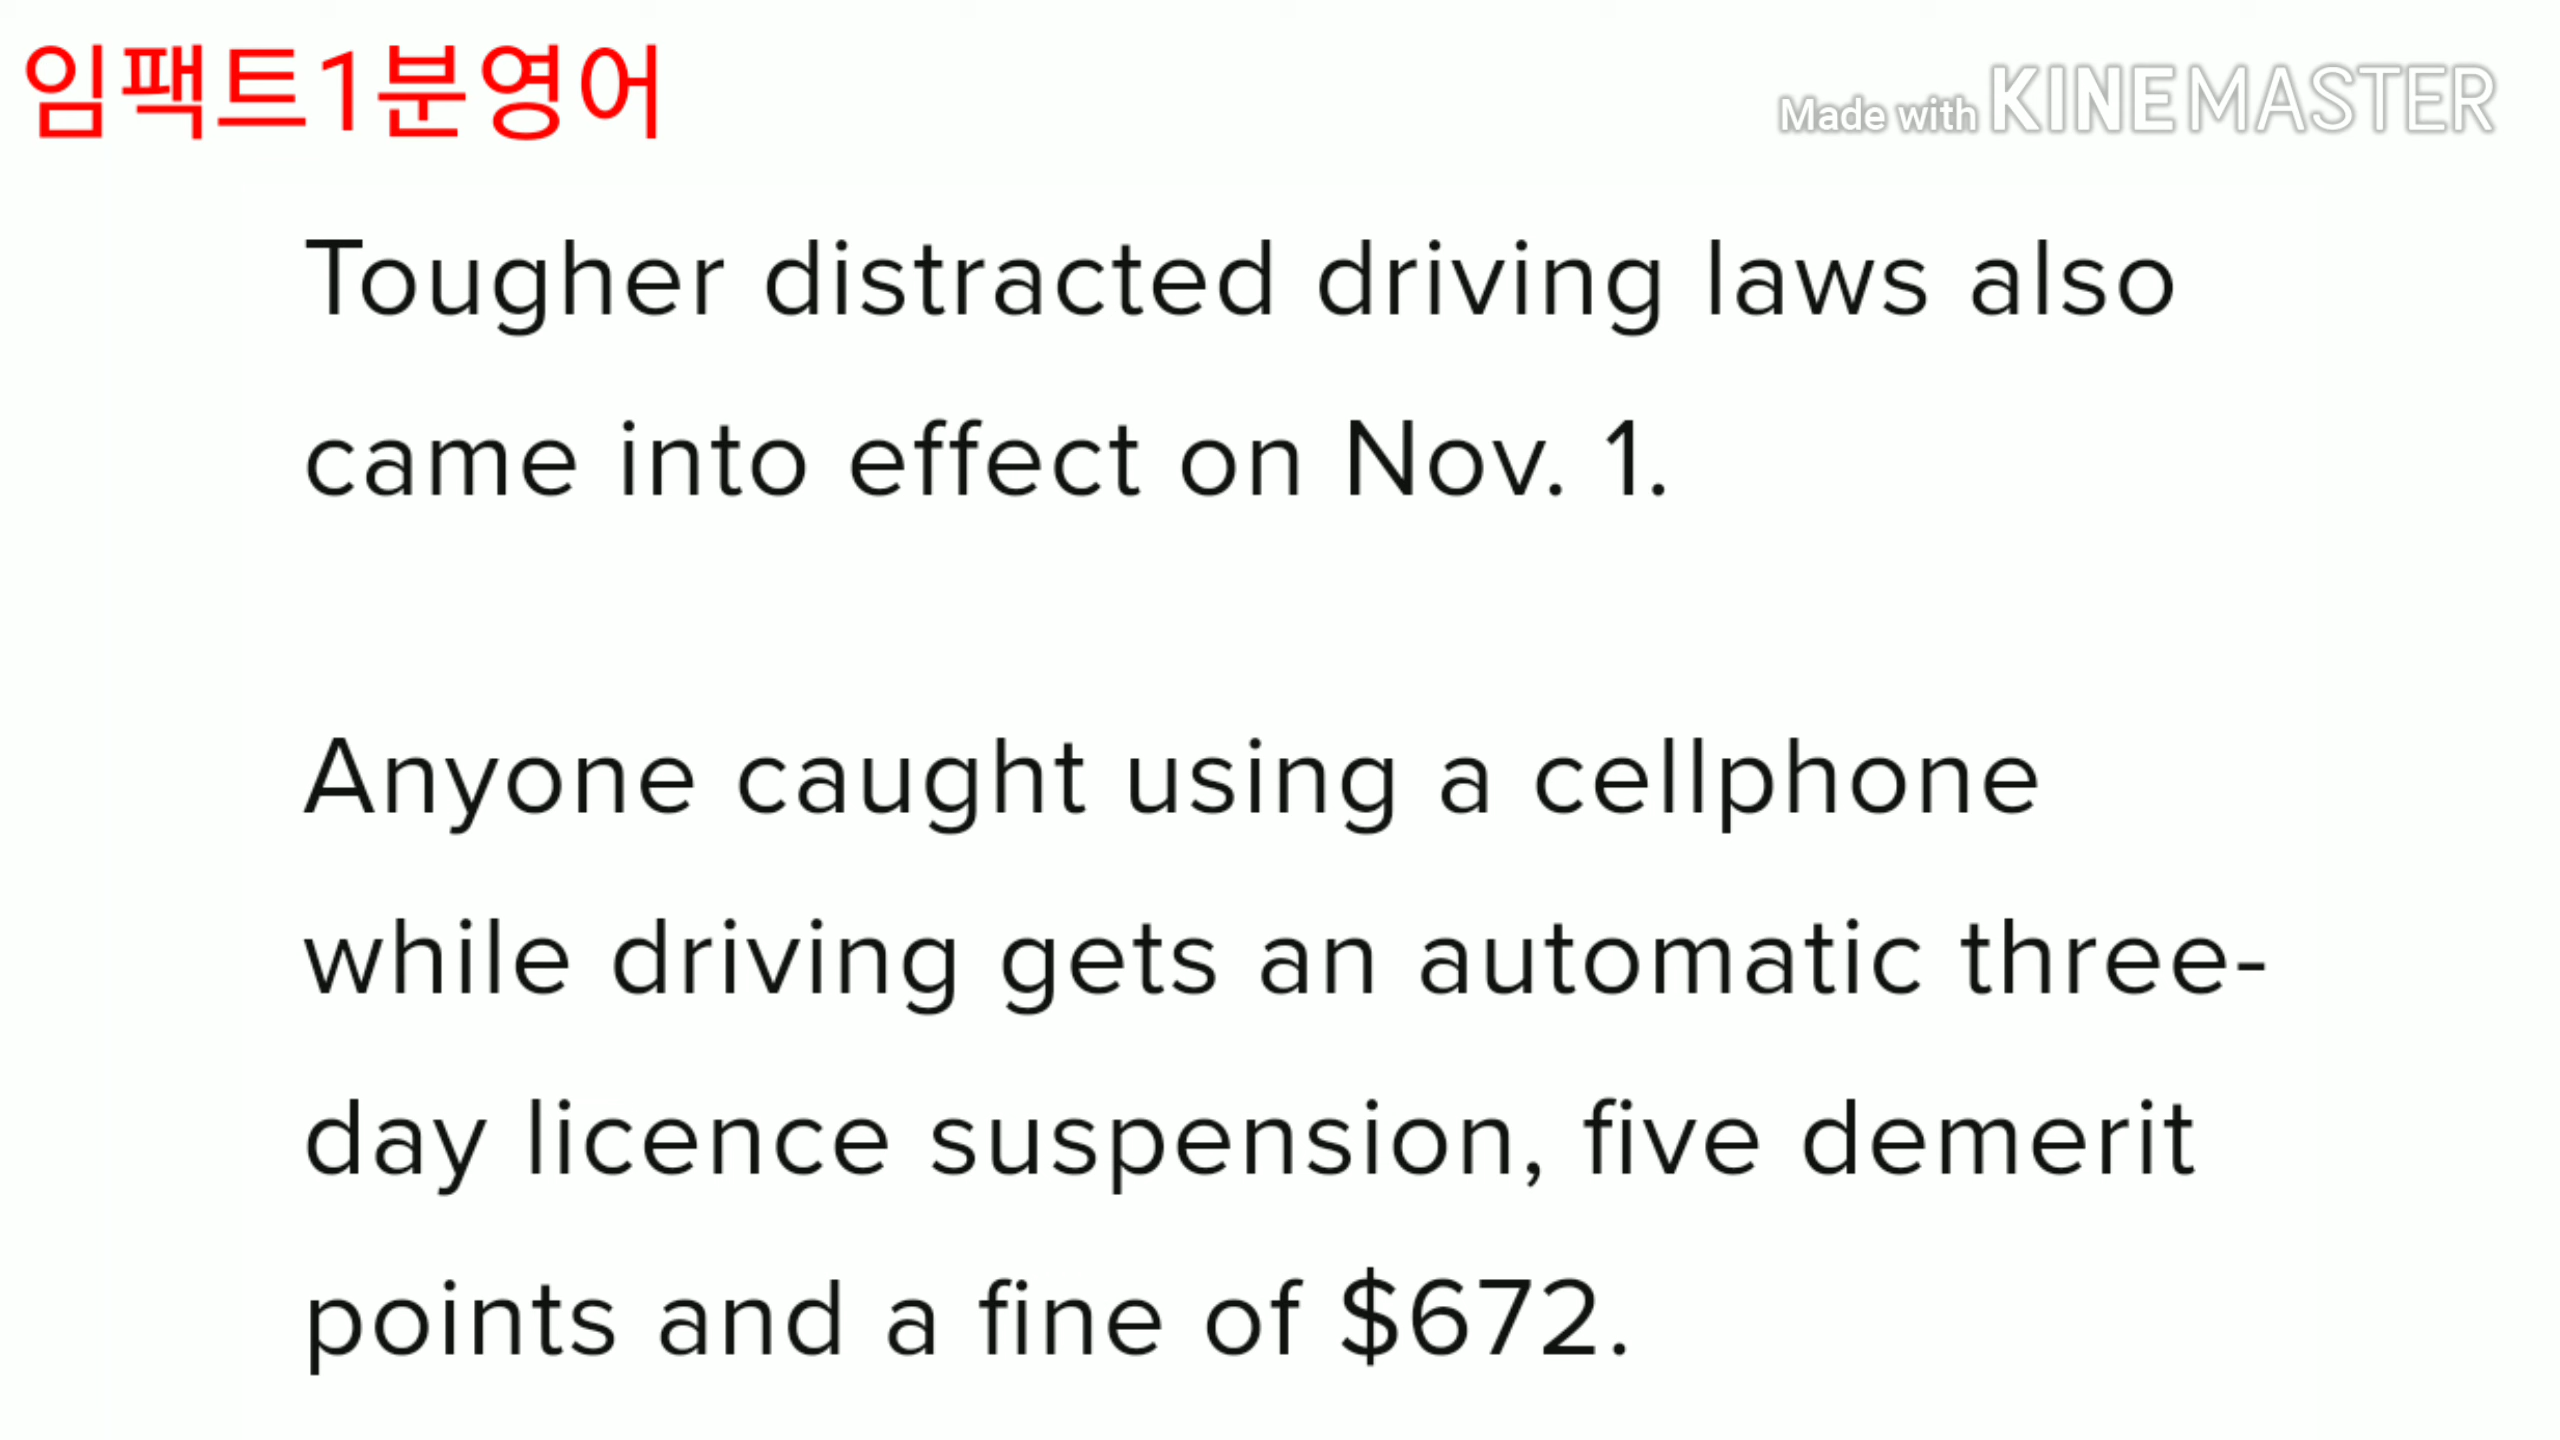 임팩트1분영어
Made with KINEMASTER
Tougher distracted driving laws also
came into effect on Nov. 1.
Anyone caught using a cellphone
while driving gets an automatic three-
day licence suspension, five demerit
points and a fine of $672.